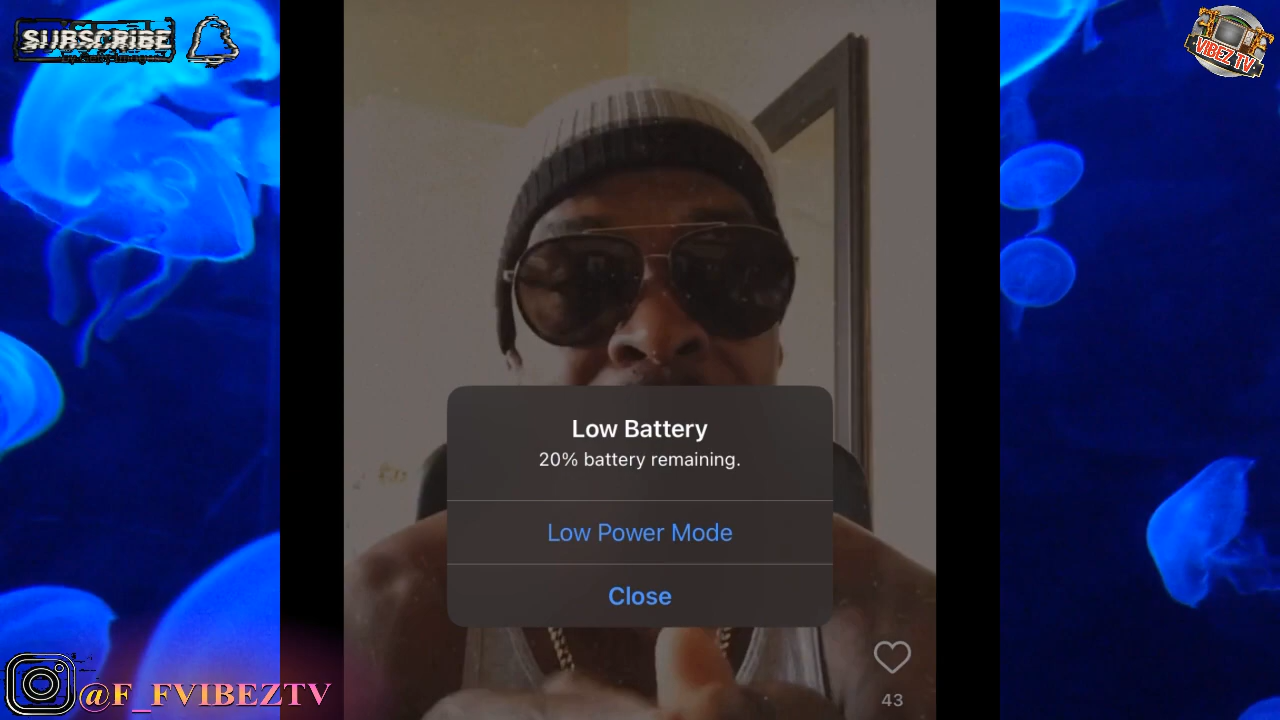 SUBSCRIBE
VIBEZ TV
Low Battery
20% battery remaining.
Low Power Mode
Close
43
@F_FVIBEZTV